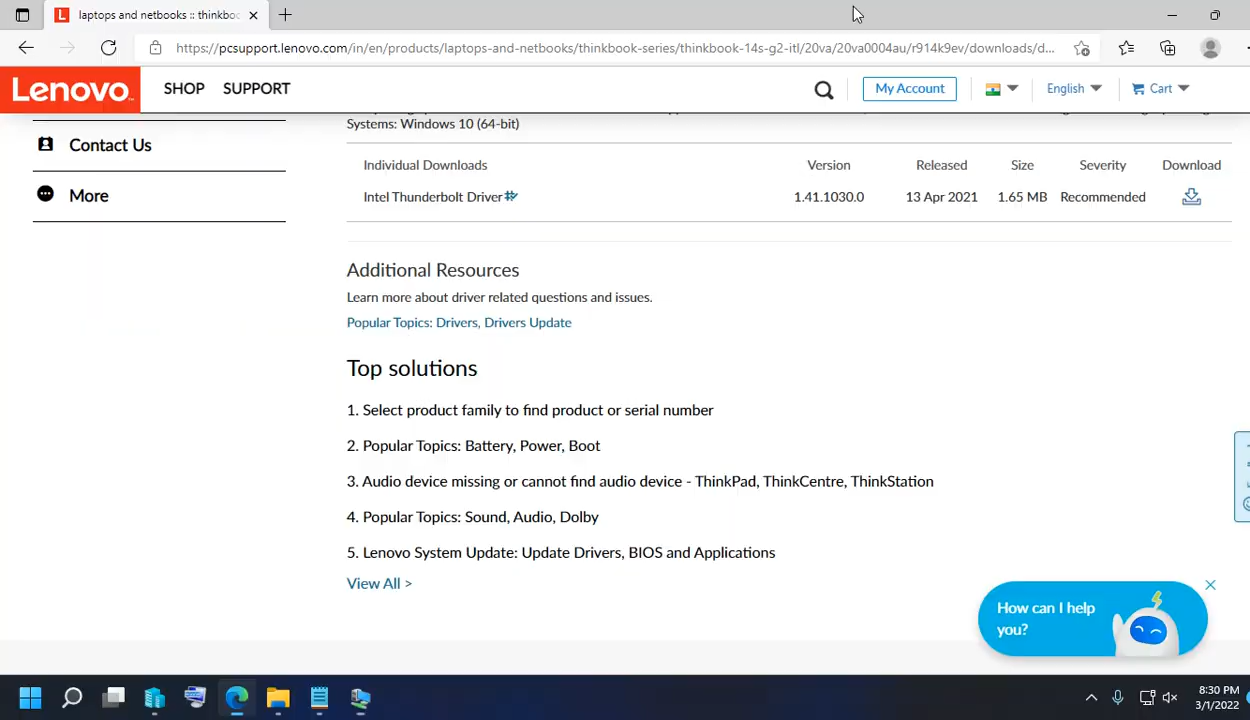 laptops and netbooks :: thinkboo
https://pcsupport.lenovo.com/in/en/products/laptops-and-netbooks/thinkbook-series/thinkbook-14s-g2-itl/20va/20va0004au/r914k9ev/downloads/d...
Lenovo SHOP SUPPORT My Account English Cart
Systems: Windows 10 (64-bit)
Contact Us
More
Individual Downloads Version Released Size Severity Download
Intel Thunderbolt Driver 1.41.1030.0 13 Apr 2021 1.65 MB Recommended
Additional Resources
Learn more about driver related questions and issues.
Popular Topics: Drivers, Drivers Update
Top solutions
1. Select product family to find product or serial number
2. Popular Topics: Battery, Power, Boot
3. Audio device missing or cannot find audio device - ThinkPad, ThinkCentre, ThinkStation
4. Popular Topics: Sound, Audio, Dolby
5. Lenovo System Update: Update Drivers, BIOS and Applications
View All >
How can I help
you?
8:30 PM
3/1/2022